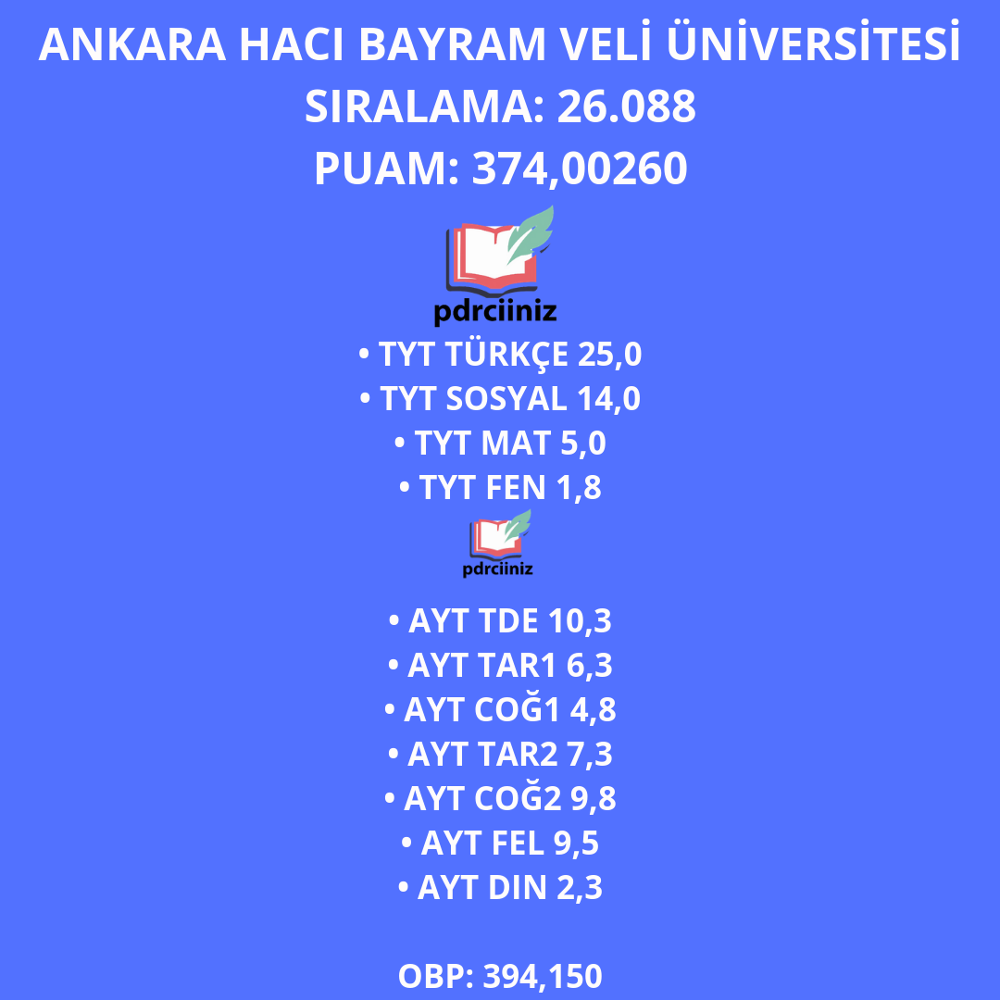 ANKARA HACI BAYRAM VELİ ÜNİVERSİTESİ
SIRALAMA: 26.088
PUAM: 374,00260
pdrciiniz
• TYT TÜRKÇE 25,0
• TYT SOSYAL 14,0
• TYT MAT 5,0
• TYT FEN 1,8
pdrciiniz
• AYT TDE 10,3
• AYT TAR1 6,3
• AYT COĞ1 4,8
• AYT TAR2 7,3
• AYT COĞ2 9,8
• AYT FEL 9,5
• AYT DIN 2,3
OBP: 394,150